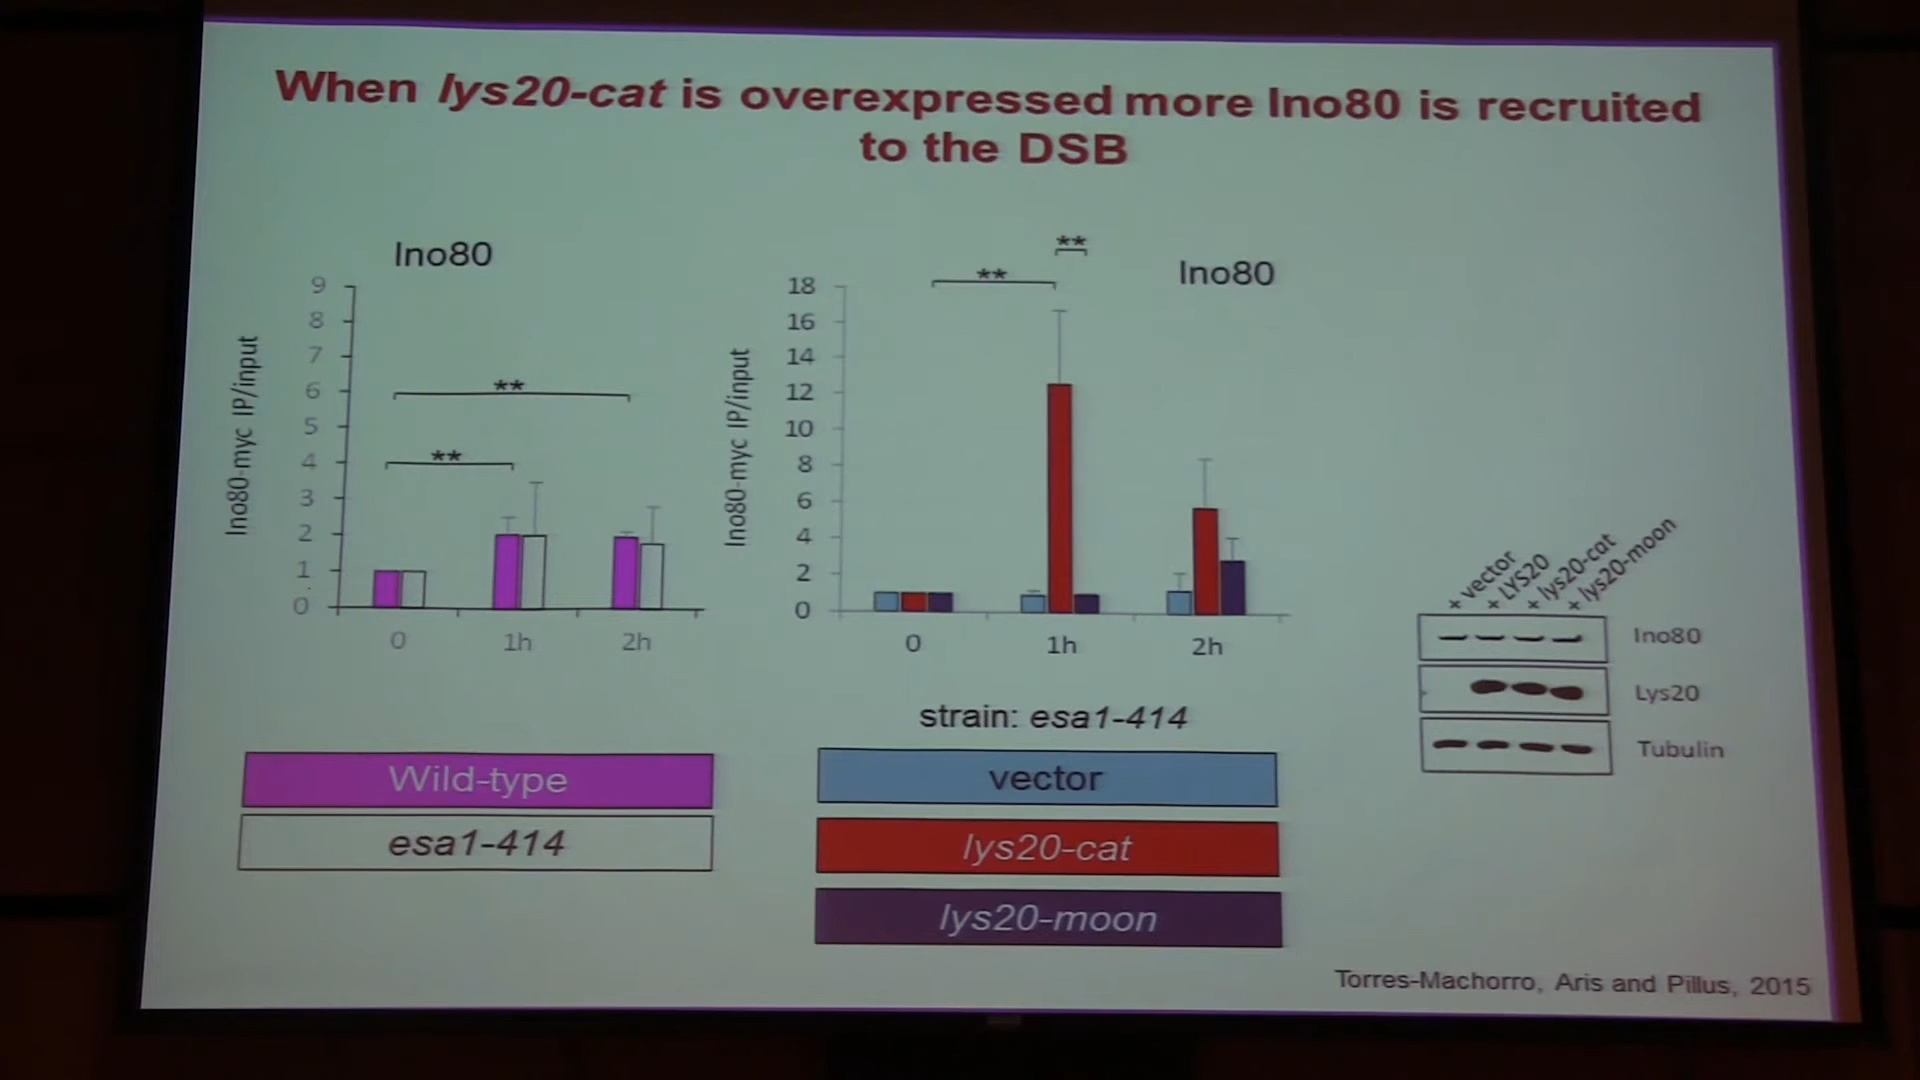 When lys20-cat is overexpressed more Ino80 is recruited
to the DSB
Ino80
9
8
7
6
5
4
3
2
1
0
Ino80-myc IP/input
**
**
0 1h 2h
Wild-type
esa1-414
Ino80
18
16
14
12
10
8
6
4
2
0
Ino80-myc IP/input
**
**
0 1h 2h
strain: esa1-414
vector
lys20-cat
lys20-moon
+ vector
+ LYS20
+ lys20-cat
+ lys20-moon
Ino80
Lys20
Tubulin
Torres-Machorro, Aris and Pillus, 2015